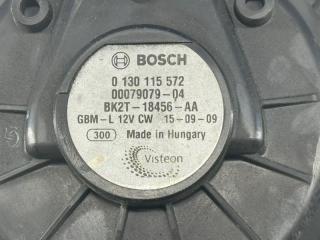 BOSCH
0 130 115 572
00079079-04
BK2T-18456-AA
GBM-L 12V CW 15-09-09
300 Made in Hungary
Visteon